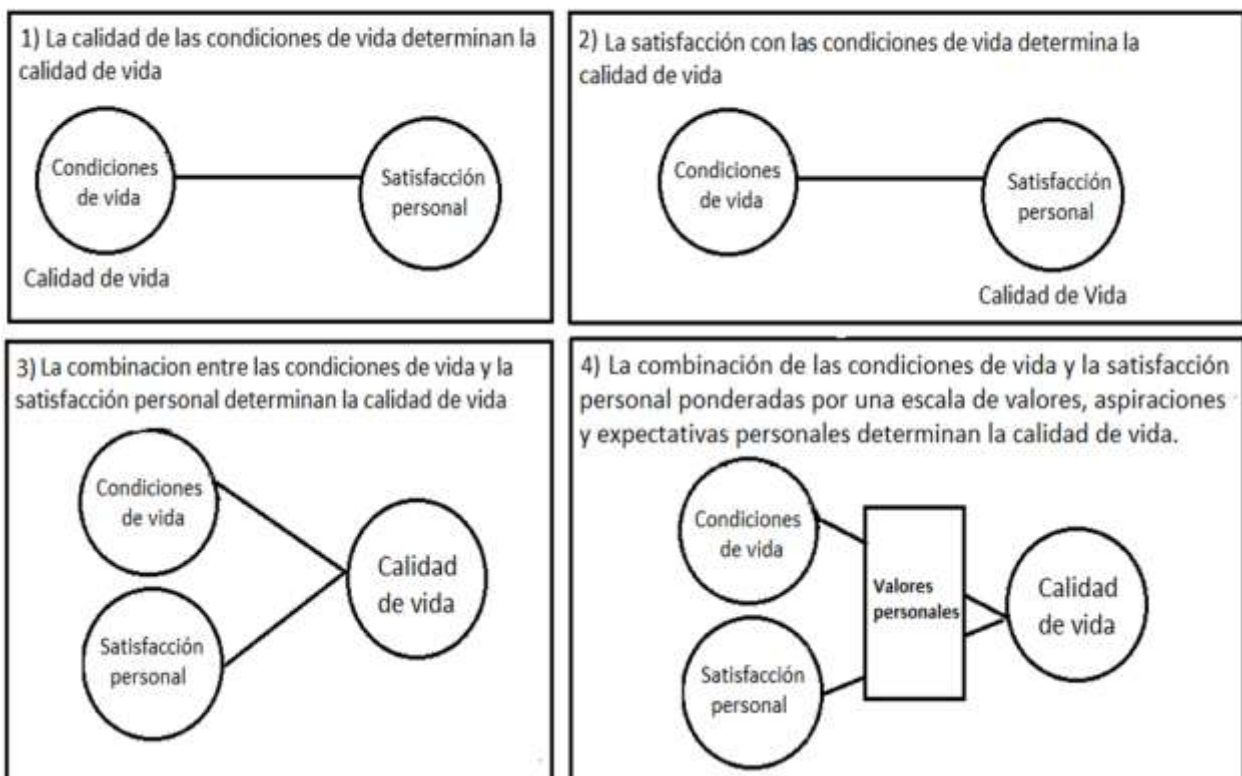 1) La calidad de las condiciones de vida determinan la
calidad de vida
Condiciones
de vida
Satisfacción
personal
Calidad de vida
2) La satisfacción con las condiciones de vida determina la
calidad de vida
Condiciones
de vida
Satisfacción
personal
Calidad de Vida
3) La combinacion entre las condiciones de vida y la
satisfacción personal determinan la calidad de vida
Condiciones
de vida
Satisfacción
personal
Calidad
de vida
4) La combinación de las condiciones de vida y la satisfacción
personal ponderadas por una escala de valores, aspiraciones
y expectativas personales determinan la calidad de vida.
Condiciones
de vida
Satisfacción
personal
Valores
personales
Calidad
de vida